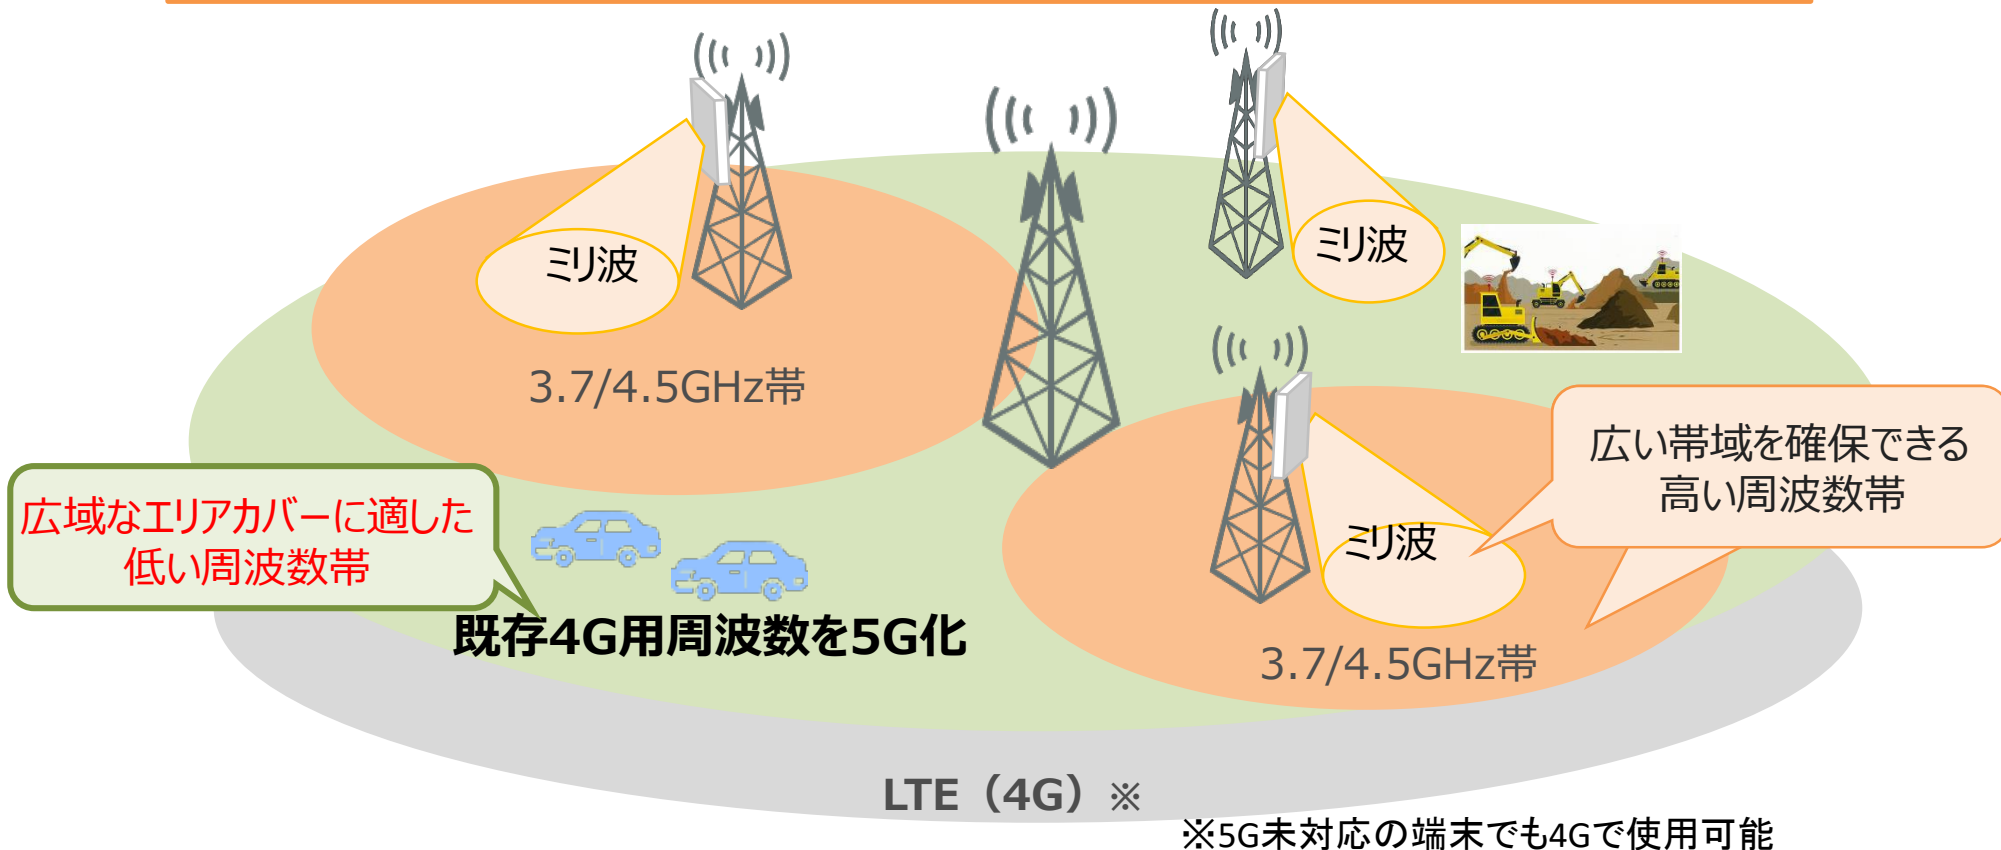 ミリ波
ミリ波
3.7/4.5GHz帯
広い帯域を確保できる
高い周波数帯
広域なエリアカバーに適した
低い周波数帯
ミリ波
既存4G用周波数を5G化
3.7/4.5GHz帯
LTE（4G）※
※5G未対応の端末でも4Gで使用可能